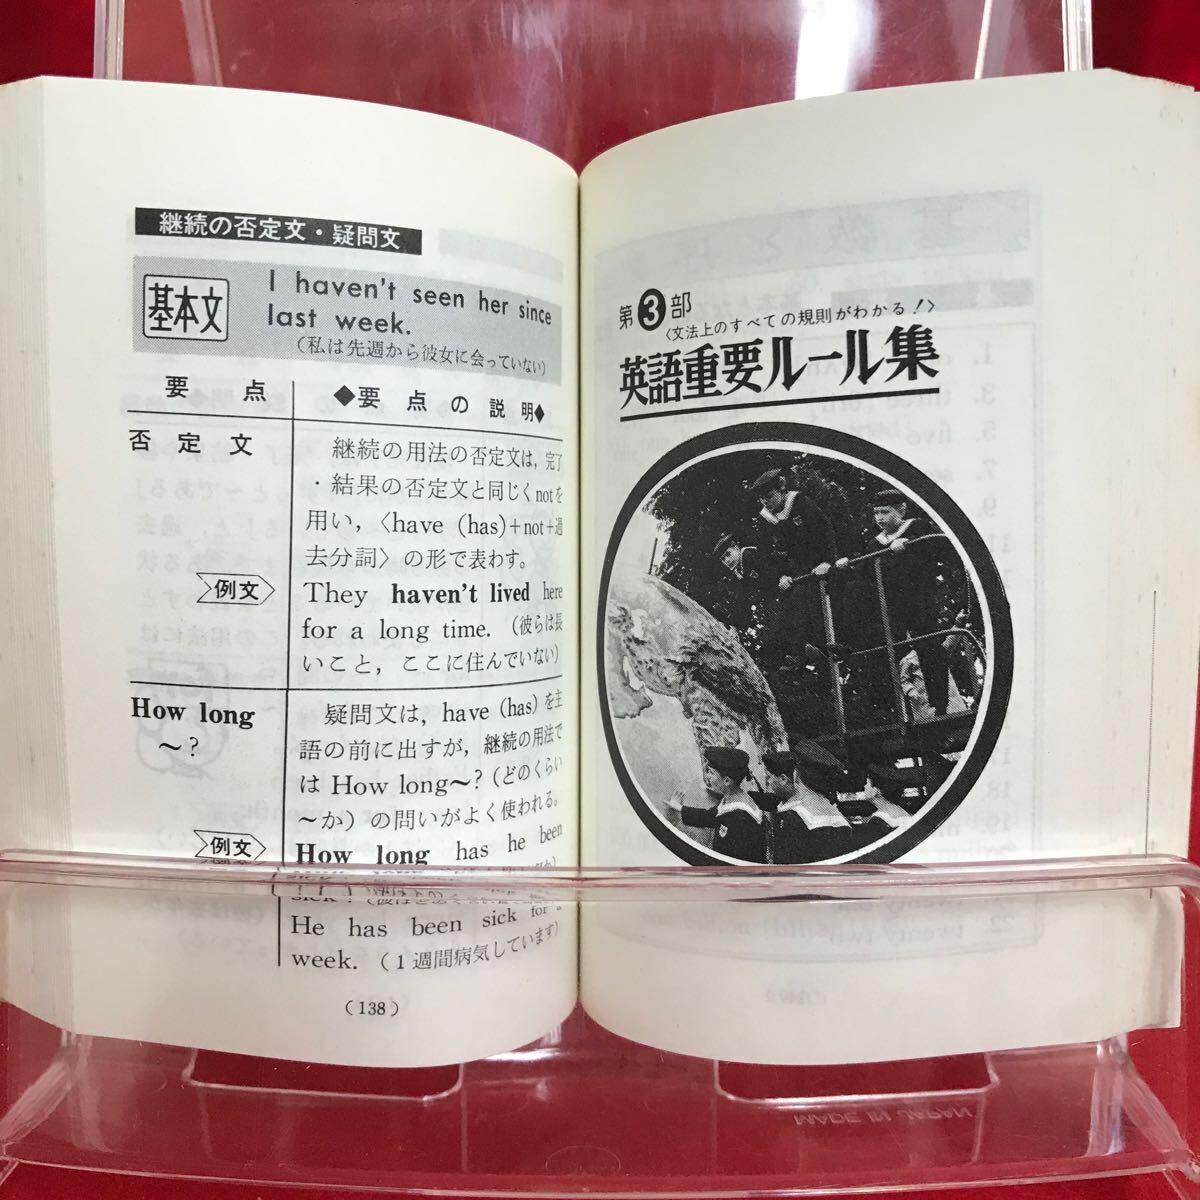 継続の否定文・疑問文
基本文
I haven't seen her since
last week.
(私は先週から彼女に会っていない)
要点
◆要点の説明◆
否定文
継続の用法の否定文は,完了
・結果の否定文と同じくnotを
用い,〈have (has)+not+過
去分詞〉の形で表わす。
例文
They haven't lived here
for a long time. (彼らは長
いこと,ここに住んでいない)
How long
〜?
疑問文は, have (has) を主
語の前に出すが,継続の用法で
は How long〜? (どのくらい
〜か) の問いがよく使われる。
例文
How long has he been
sick?
He has been sick for a
week. (1週間病気しています)
(138)
第3部
〈文法上のすべての規則がわかる!〉
英語重要ルール集
MADE IN JAPAN